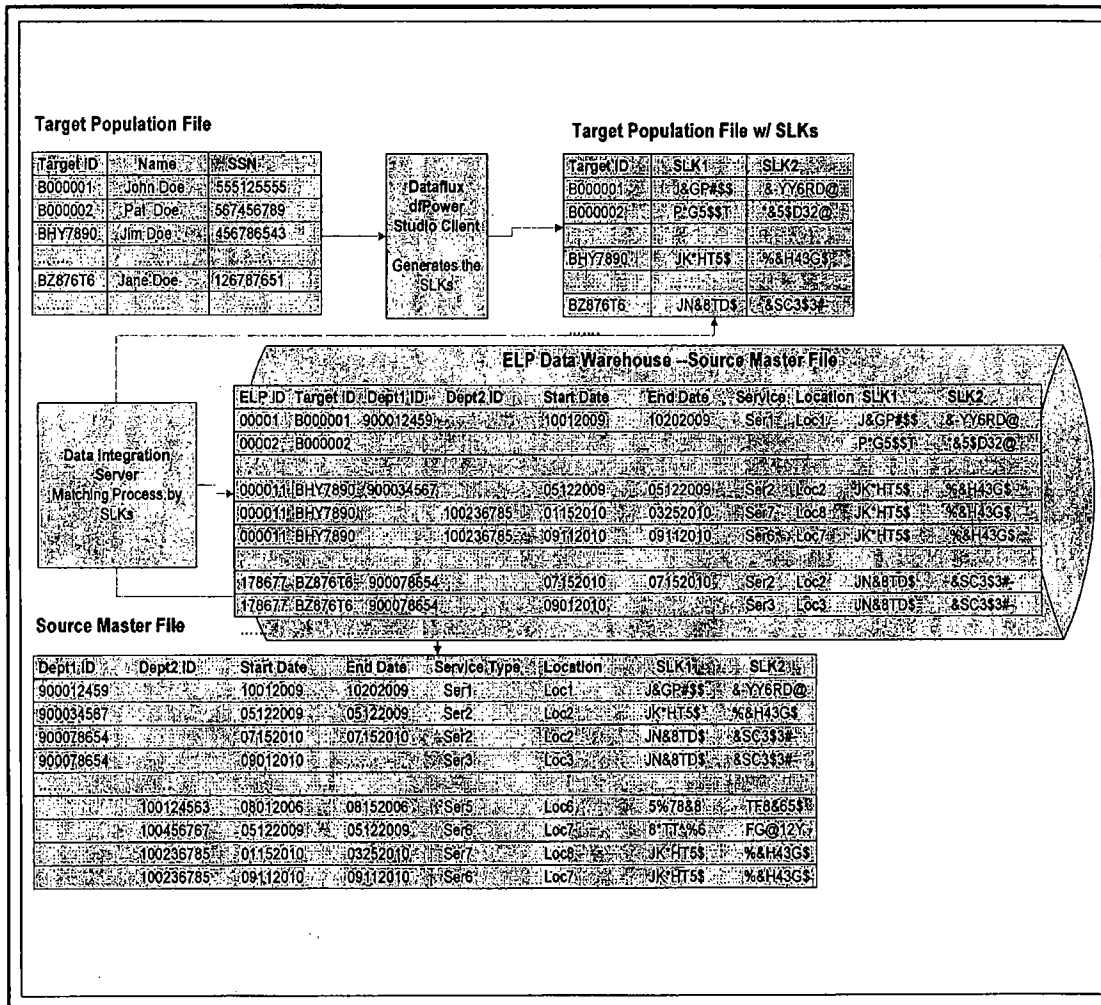 Target Population File
Target ID Name SSN
B000001 John Doe 555125555
B000002 Pat Doe 567456789
BHY7890 Jim Doe 456786543
......
BZ876T6 Jane Doe 126787651
......
Dataflux
dfPower
Studio Client
Generates the
SLKs
Target Population File w/ SLKs
Target ID SLK1 SLK2
B000001 J&GP#$$ &-YY6RD@
B000002 P*G5$$T *&5$D32@
BHY7890 JK*HT5$ %&H43G$
......
BZ876T6 JN&8TD$ &SC3$3#-
......
Data Integration
Server
Matching Process by
SLKs
ELP Data Warehouse --Source Master File
ELP ID Target ID Dept1 ID Dept2 ID Start Date End Date Service Location SLK1 SLK2
00001 B000001 900012459 10012009 10202009 Ser1 Loc1 J&GP#$$ &-YY6RD@
00002 B000002 P*G5$$T *&5$D32@
000011 BHY7890 900034567 05122009 05122009 Ser2 Loc2 JK*HT5$ %&H43G$
000011 BHY7890 100236785 01152010 03252010 Ser7 Loc8 JK*HT5$ %&H43G$
000011 BHY7890 100236785 09112010 09112010 Ser6 Loc7 JK*HT5$ %&H43G$
178677 BZ876T6 900078654 07152010 07152010 Ser2 Loc2 JN&8TD$ &SC3$3#-
178677 BZ876T6 900078654 09012010 Ser3 Loc3 JN&8TD$ &SC3$3#-
......
Source Master File
Dept1 ID Dept2 ID Start Date End Date Service Type Location SLK1 SLK2
900012459 10012009 10202009 Ser1 Loc1 J&GP#$$ &-YY6RD@
900034567 05122009 05122009 Ser2 Loc2 JK*HT5$ %&H43G$
900078654 07152010 07152010 Ser2 Loc2 JN&8TD$ &SC3$3#-
900078654 09012010 Ser3 Loc3 JN&8TD$ &SC3$3#-
100124563 08012006 08152006 Ser5 Loc6 5%78&8 TF8&65$
100456767 05122009 05122009 Ser6 Loc7 FG@12Y
100236785 01152010 03252010 Ser7 Loc8 JK*HT5$ %&H43G$
100236785 09112010 09112010 Ser6 Loc7 JK*HT5$ %&H43G$